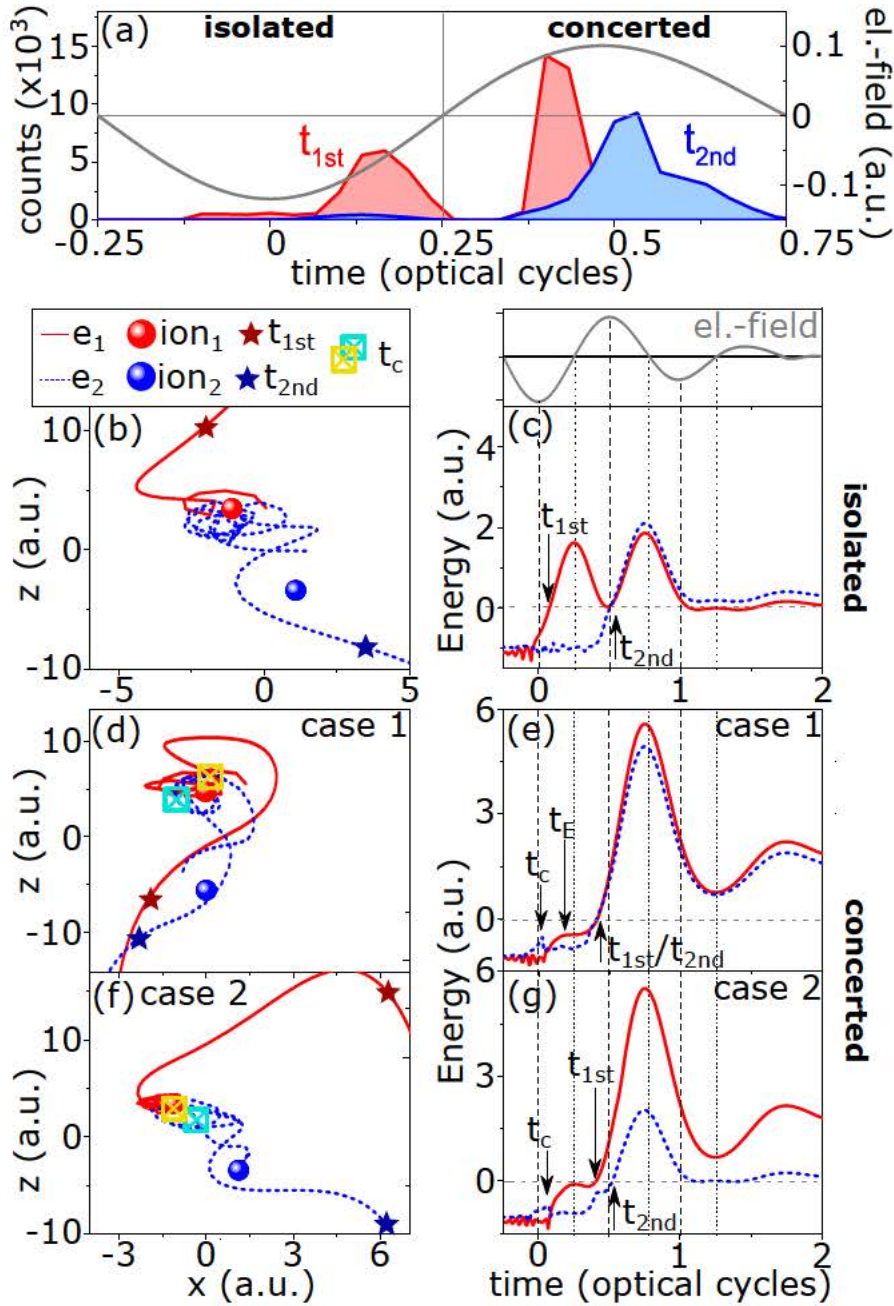 (a) isolated concerted
counts (x10³)
15
10
5
0
t1st
t2nd
0.1
0
-0.1
el.-field (a.u.)
-0.25 0 0.25 0.5 0.75
time (optical cycles)
e1 ion1 t1st tc
e2 ion2 t2nd
el.-field
(b)
z (a.u.)
10
0
-10
-5 0 5
(c)
Energy (a.u.)
4
2
0
t1st
t2nd
0 1 2
isolated
(d) case 1
z (a.u.)
10
0
-10
(e) case 1
Energy (a.u.)
6
3
0
tE
tc
t1st/t2nd
concerted
(f) case 2
z (a.u.)
10
0
-10
-3 0 3 6
x (a.u.)
(g) case 2
Energy (a.u.)
6
3
0
t1st
tc
t2nd
0 1 2
time (optical cycles)